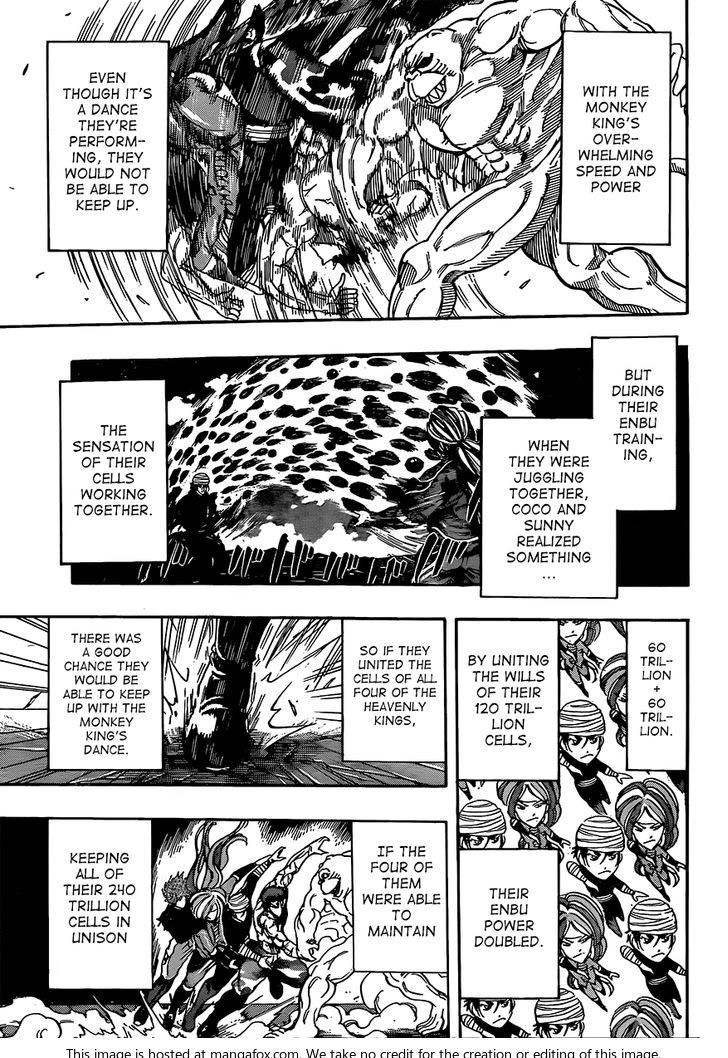 WITH THE
MONKEY
KING'S
OVER-
WHELMING
SPEED AND
POWER
EVEN
THOUGH IT'S
A DANCE
THEY'RE
PERFORM-
ING, THEY
WOULD NOT
BE ABLE TO
KEEP UP.
BUT
DURING
THEIR
ENBU
TRAIN-
ING,
WHEN
THEY WERE
JUGGLING
TOGETHER,
COCO AND
SUNNY
REALIZED
SOMETHING
...
THE
SENSATION
OF THEIR
CELLS
WORKING
TOGETHER.
60
TRIL-
LION
+
60
TRIL-
LION.
BY UNITING
THE WILLS
OF THEIR
120 TRIL-
LION
CELLS,
THEIR
ENBU
POWER
DOUBLED.
SO IF THEY
UNITED THE
CELLS OF ALL
FOUR OF THE
HEAVENLY
KINGS,
THERE WAS
A GOOD
CHANCE THEY
WOULD BE
ABLE TO KEEP
UP WITH THE
MONKEY
KING'S
DANCE.
IF THE
FOUR OF
THEM
WERE ABLE
TO
MAINTAIN
KEEPING
ALL OF
THEIR 240
TRILLION
CELLS IN
UNISON
This image is hosted at mangafox.com. We take no credit for the creation or editing of this image.